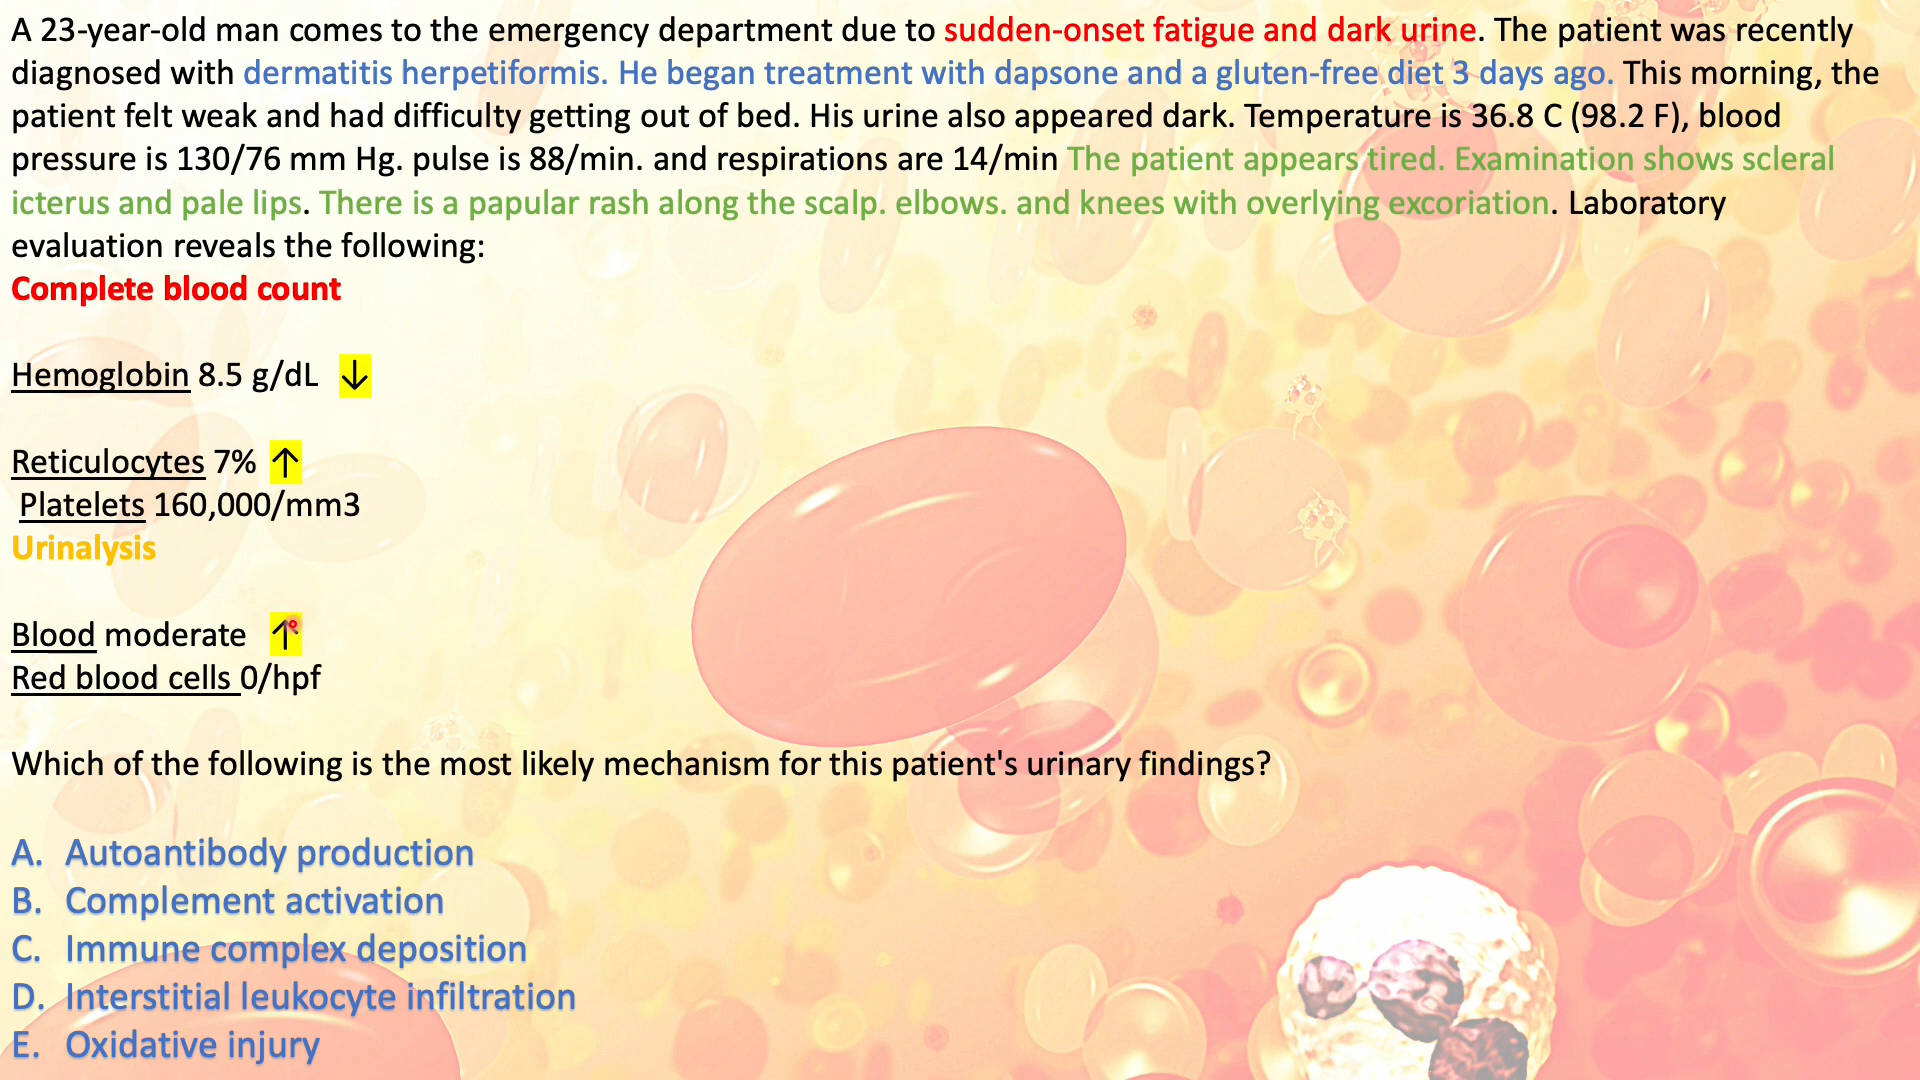 A 23-year-old man comes to the emergency department due to sudden-onset fatigue and dark urine. The patient was recently
diagnosed with dermatitis herpetiformis. He began treatment with dapsone and a gluten-free diet 3 days ago. This morning, the
patient felt weak and had difficulty getting out of bed. His urine also appeared dark. Temperature is 36.8 C (98.2 F), blood
pressure is 130/76 mm Hg. pulse is 88/min. and respirations are 14/min The patient appears tired. Examination shows scleral
icterus and pale lips. There is a papular rash along the scalp. elbows. and knees with overlying excoriation. Laboratory
evaluation reveals the following:
Complete blood count
Hemoglobin 8.5 g/dL ↓
Reticulocytes 7% ↑
Platelets 160,000/mm3
Urinalysis
Blood moderate ↑
Red blood cells 0/hpf
Which of the following is the most likely mechanism for this patient's urinary findings?
A. Autoantibody production
B. Complement activation
C. Immune complex deposition
D. Interstitial leukocyte infiltration
E. Oxidative injury